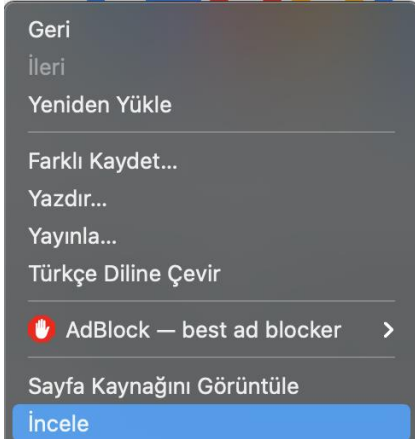 Geri
İleri
Yeniden Yükle
Farklı Kaydet...
Yazdır...
Yayınla...
Türkçe Diline Çevir
AdBlock — best ad blocker
Sayfa Kaynağını Görüntüle
İncele